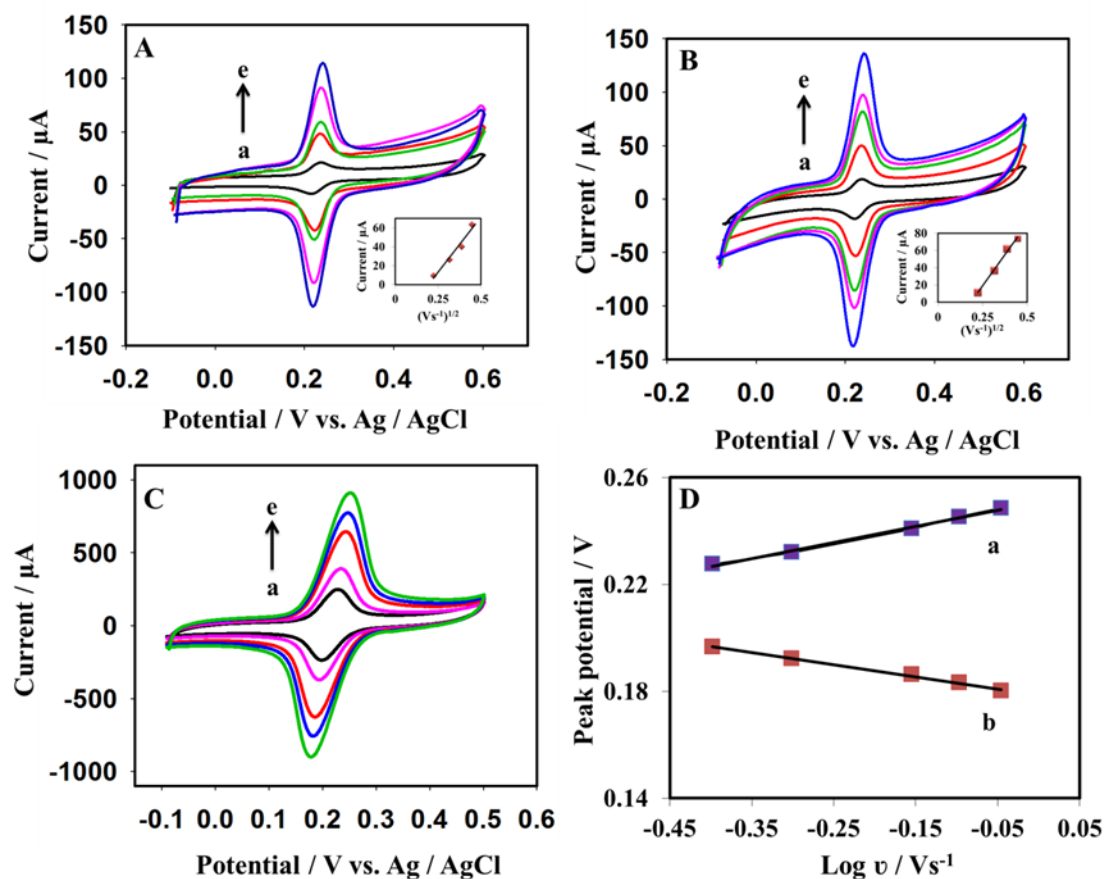 A
e
a
150
100
50
0
-50
-100
-150
-0.2 0.0 0.2 0.4 0.6
Current / µA
Potential / V vs. Ag / AgCl
60
40
20
0
0 0.25 0.5
Current / µA
(Vs-1)1/2
B
e
a
150
100
50
0
-50
-100
-150
-0.2 0.0 0.2 0.4 0.6
Current / µA
Potential / V vs. Ag / AgCl
80
60
40
20
0
0 0.25 0.5
Current / µA
(Vs-1)1/2
C
e
a
1000
500
0
-500
-1000
-0.1 0.0 0.1 0.2 0.3 0.4 0.5 0.6
Current / µA
Potential / V vs. Ag / AgCl
D
a
b
0.26
0.22
0.18
0.14
-0.45 -0.35 -0.25 -0.15 -0.05 0.05
Peak potential / V
Log υ / Vs-1